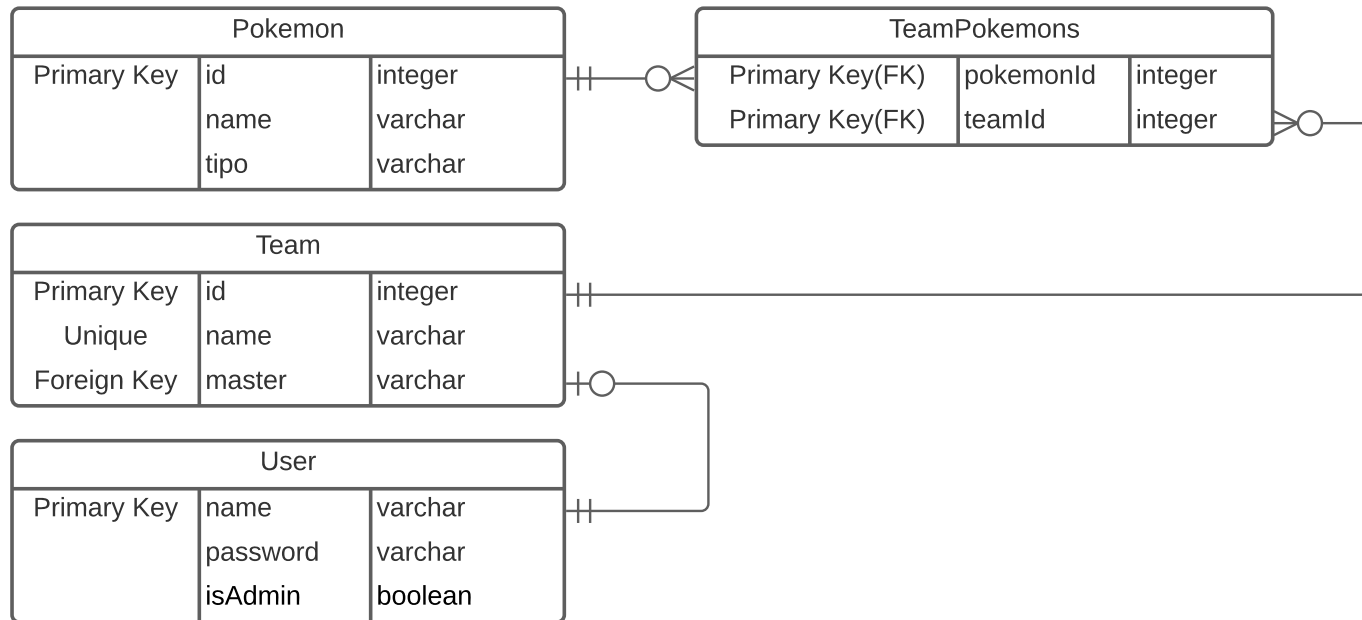 Pokemon
Primary Key id integer
name varchar
tipo varchar
TeamPokemons
Primary Key(FK) pokemonId integer
Primary Key(FK) teamId integer
Team
Primary Key id integer
Unique name varchar
Foreign Key master varchar
User
Primary Key name varchar
password varchar
isAdmin boolean